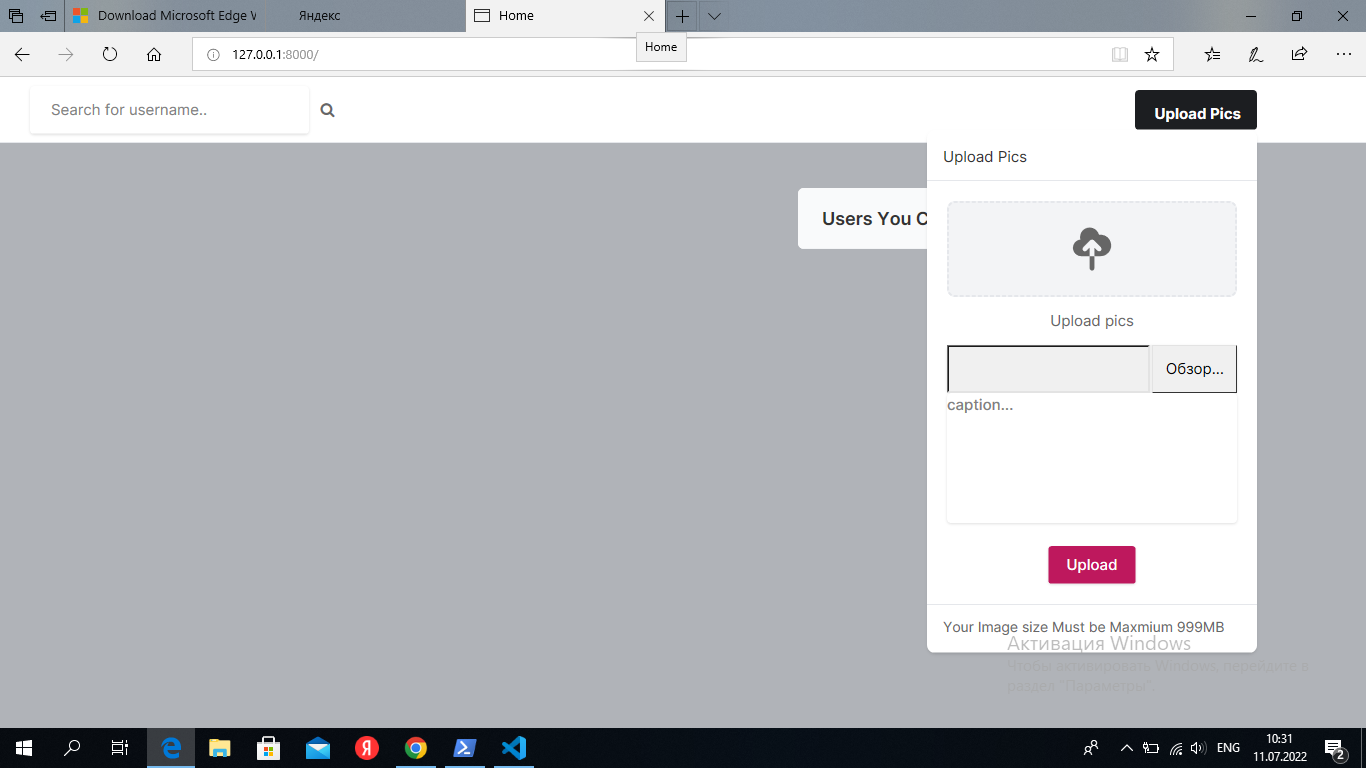 Download Microsoft Edge
Яндекс
Home
Home
127.0.0.1:8000/
Search for username..
Upload Pics
Upload Pics
Users You C
Upload pics
Обзор...
caption...
Upload
Your Image size Must be Maxmium 999MB
Активация Windows
Чтобы активировать Windows, перейдите в
раздел "Параметры".
Я
ENG
10:31
11.07.2022
2